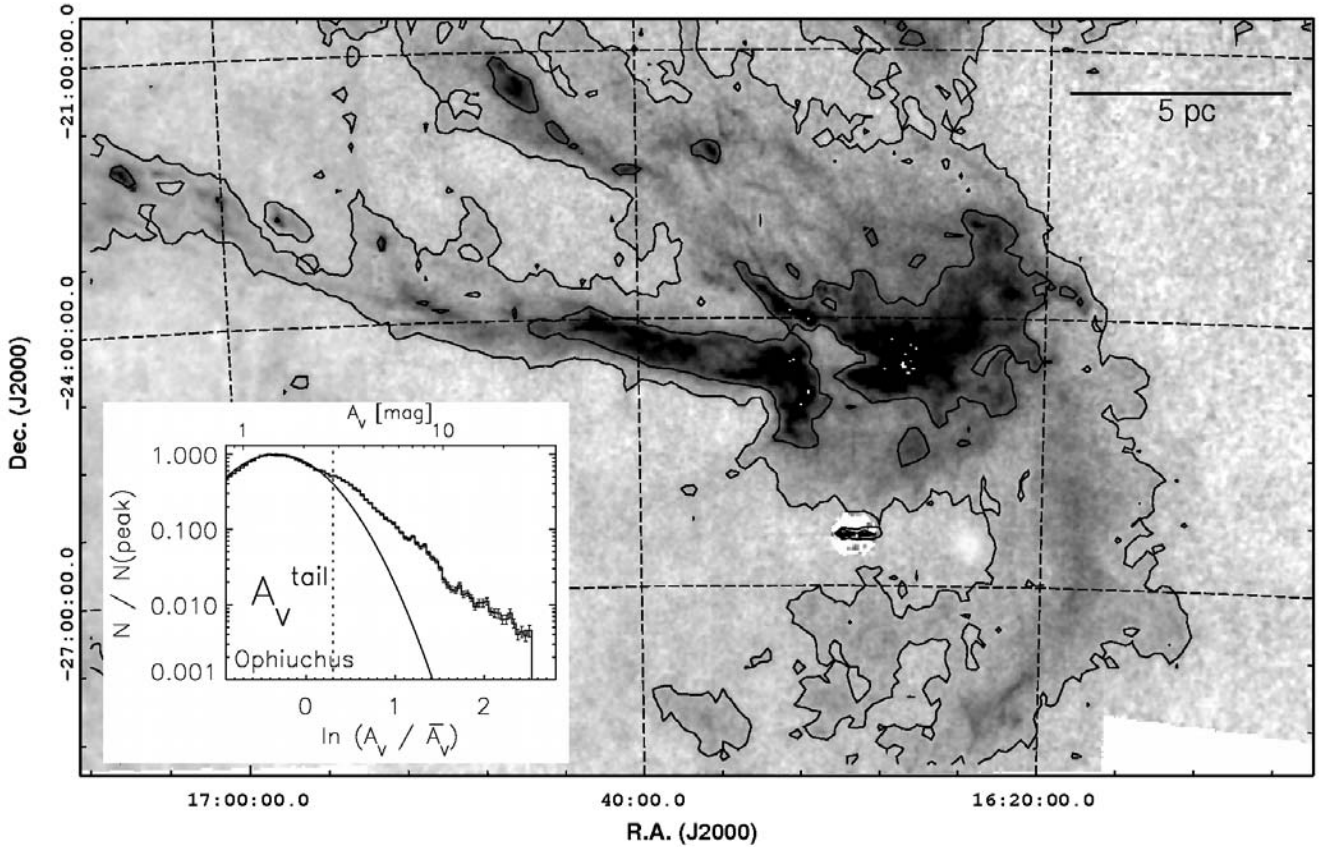 -21:00:00.0
-24:00:00.0
-27:00:00.0
Dec. (J2000)
5 pc
A_v [mag]
1 10
1.000
0.100
0.010
0.001
N / N(peak)
A_v^tail
Ophiuchus
0 1 2
ln (A_v / A̅_v)
17:00:00.0 40:00.0 16:20:00.0
R.A. (J2000)